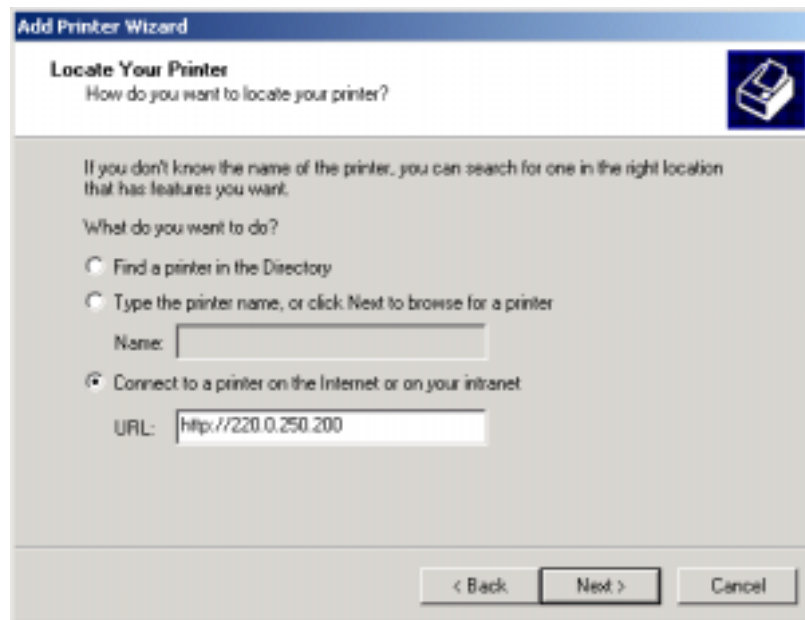 Add Printer Wizard
Locate Your Printer
How do you want to locate your printer?
If you don't know the name of the printer, you can search for one in the right location
that has features you want.
What do you want to do?
Find a printer in the Directory
Type the printer name, or click Next to browse for a printer
Name:
Connect to a printer on the Internet or on your intranet
URL: http://220.0.250.200
< Back Next > Cancel